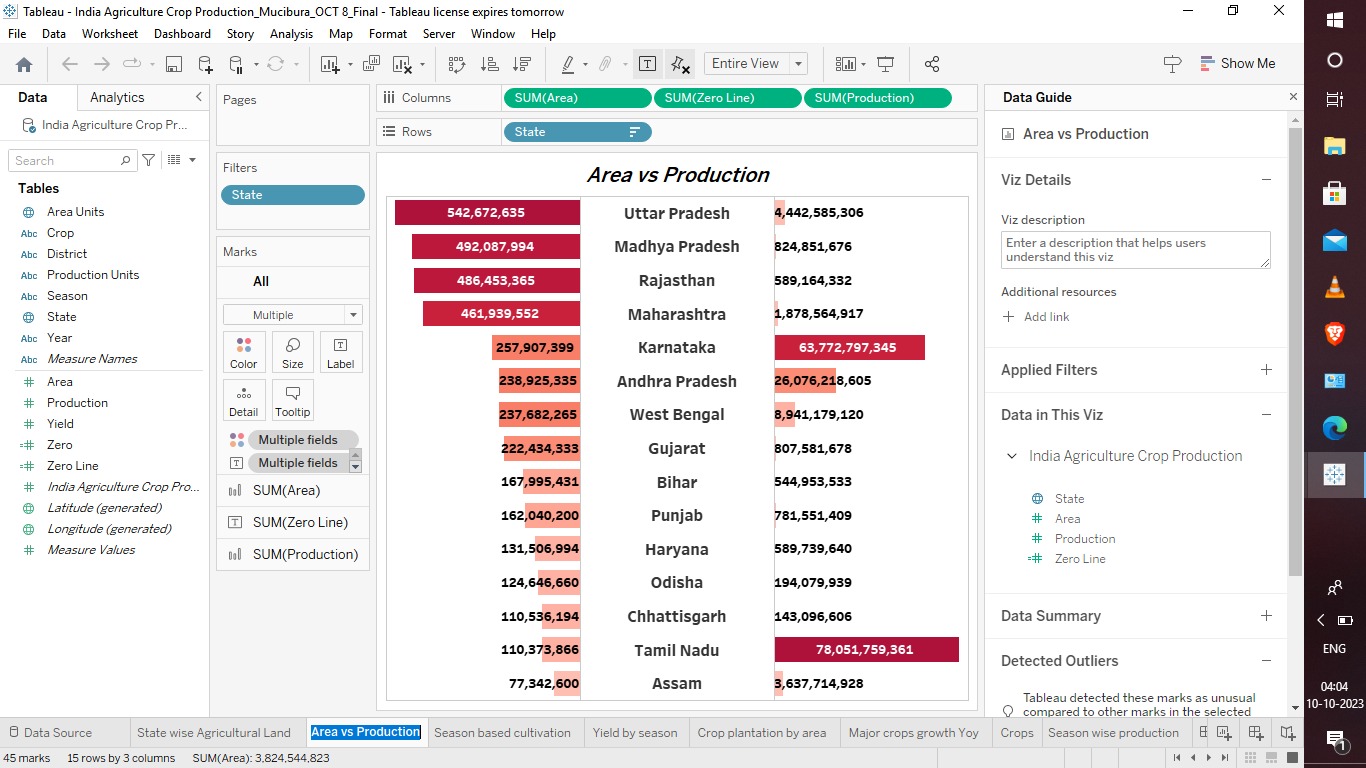 Tableau - India Agriculture Crop Production_Mucibura_OCT 8_Final - Tableau license expires tomorrow
File Data Worksheet Dashboard Story Analysis Map Format Server Window Help
Entire View
Show Me
Data Analytics
India Agriculture Crop Pr...
Search
Tables
Area Units
Abc Crop
Abc District
Abc Production Units
Abc Season
State
Abc Year
Abc Measure Names
Area
Production
Yield
Zero
Zero Line
India Agriculture Crop Pro...
Latitude (generated)
Longitude (generated)
Measure Values
Pages
Filters
State
Marks
All
Multiple
Color Size Label
Detail Tooltip
Multiple fields
Multiple fields
SUM(Area)
SUM(Zero Line)
SUM(Production)
Columns SUM(Area) SUM(Zero Line) SUM(Production)
Rows State
Area vs Production
542,672,635 Uttar Pradesh 4,442,585,306
492,087,994 Madhya Pradesh 824,851,676
486,453,365 Rajasthan 589,164,332
461,939,552 Maharashtra 1,878,564,917
257,907,399 Karnataka 63,772,797,345
238,925,335 Andhra Pradesh 26,076,218,605
237,682,265 West Bengal 8,941,179,120
222,434,333 Gujarat 807,581,678
167,995,431 Bihar 544,953,533
162,040,200 Punjab 781,551,409
131,506,994 Haryana 589,739,640
124,646,660 Odisha 194,079,939
110,536,194 Chhattisgarh 143,096,606
110,373,866 Tamil Nadu 78,051,759,361
77,342,600 Assam 3,637,714,928
Data Guide
Area vs Production
Viz Details
Viz description
Enter a description that helps users
understand this viz
Additional resources
Add link
Applied Filters
Data in This Viz
India Agriculture Crop Production
State
Area
Production
Zero Line
Data Summary
Detected Outliers
Tableau detected these marks as unusual
compared to other marks in the selected
Data Source State wise Agricultural Land Area vs Production Season based cultivation Yield by season Crop plantation by area Major crops growth Yoy Crops Season wise production
45 marks 15 rows by 3 columns SUM(Area): 3,824,544,823
ENG
04:04
10-10-2023
1